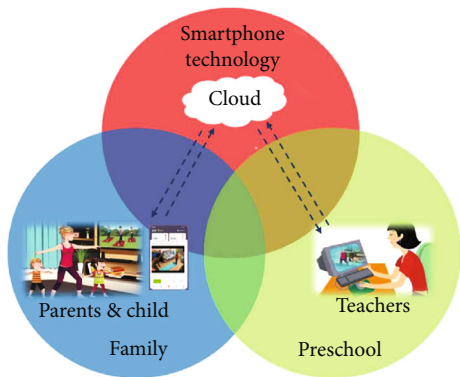 Smartphone
technology
Cloud
Parents & child
Teachers
Family
Preschool